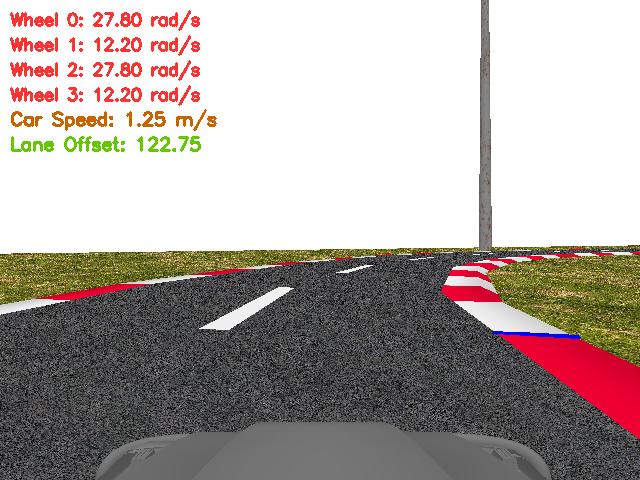 Wheel 0: 27.80 rad/s
Wheel 1: 12.20 rad/s
Wheel 2: 27.80 rad/s
Wheel 3: 12.20 rad/s
Car Speed: 1.25 m/s
Lane Offset: 122.75